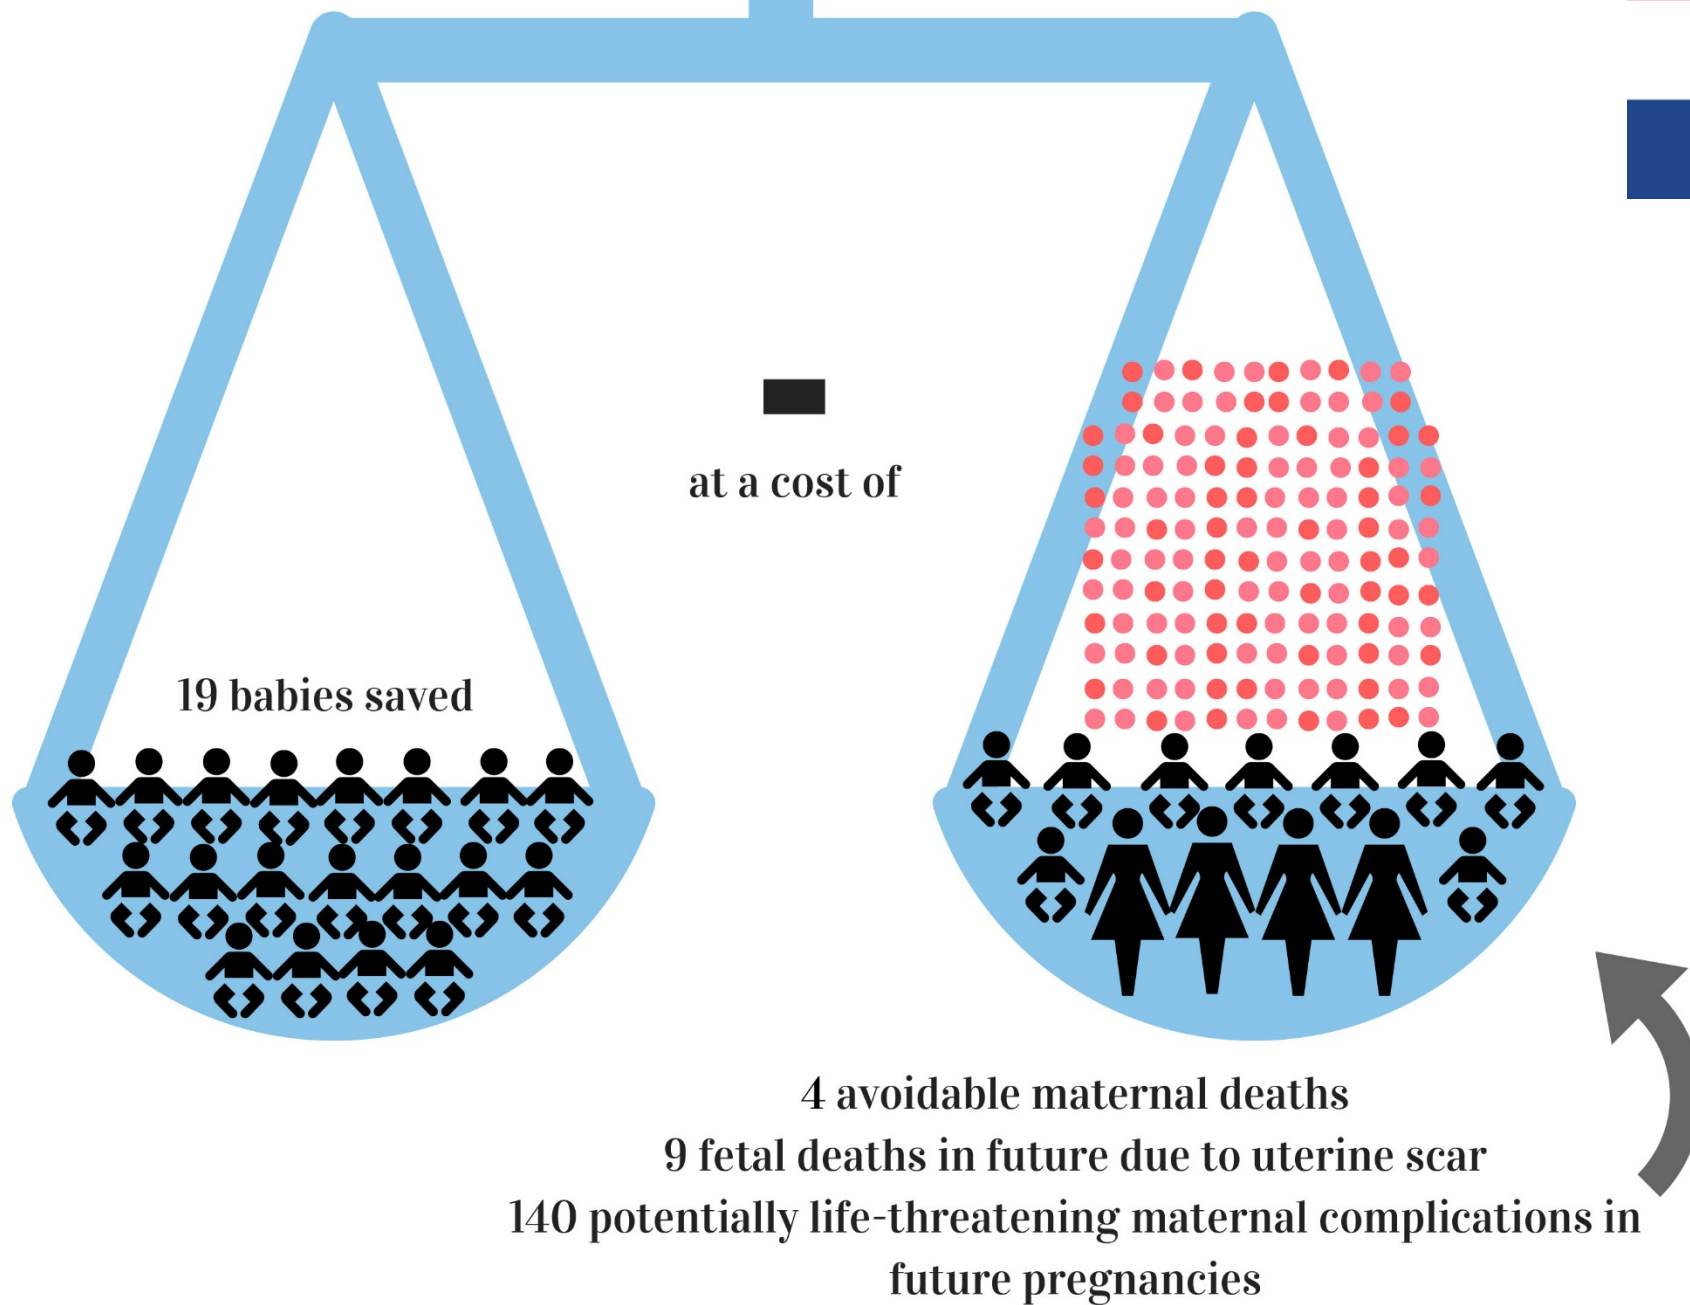 19 babies saved
at a cost of
4 avoidable maternal deaths
9 fetal deaths in future due to uterine scar
140 potentially life-threatening maternal complications in
future pregnancies